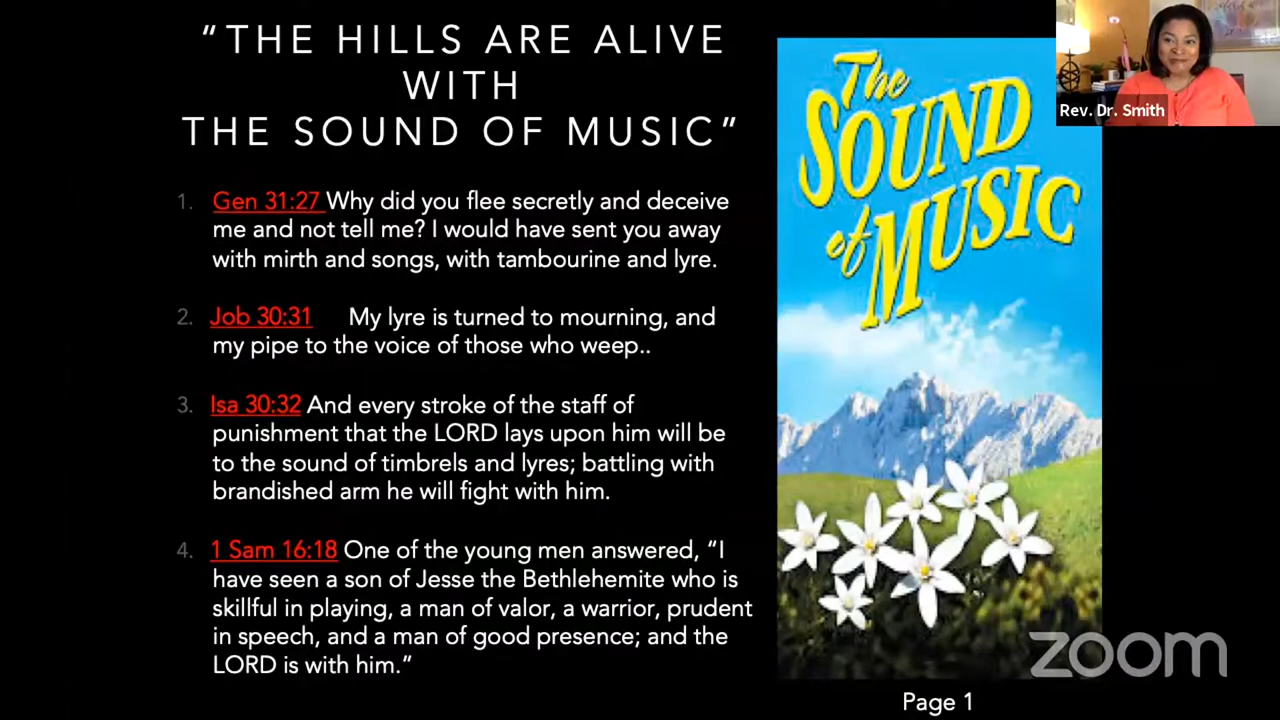 “THE HILLS ARE ALIVE
WITH
THE SOUND OF MUSIC”
1. Gen 31:27 Why did you flee secretly and deceive
me and not tell me? I would have sent you away
with mirth and songs, with tambourine and lyre.
2. Job 30:31 My lyre is turned to mourning, and
my pipe to the voice of those who weep..
3. Isa 30:32 And every stroke of the staff of
punishment that the LORD lays upon him will be
to the sound of timbrels and lyres; battling with
brandished arm he will fight with him.
4. 1 Sam 16:18 One of the young men answered, “I
have seen a son of Jesse the Bethlehemite who is
skillful in playing, a man of valor, a warrior, prudent
in speech, and a man of good presence; and the
LORD is with him.”
The
SOUND
of MUSIC
Rev. Dr. Smith
zoom
Page 1